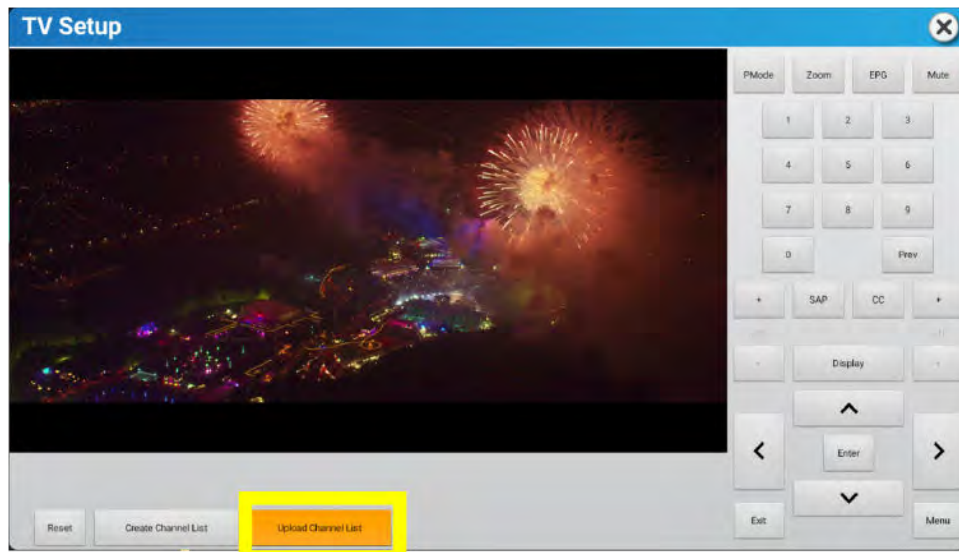 TV Setup
PMode Zoom EPG Mute
1 2 3
4 5 6
7 8 9
0 Prev
+ SAP CC +
- Display -
Enter
Exit Menu
Reset Create Channel List Upload Channel List